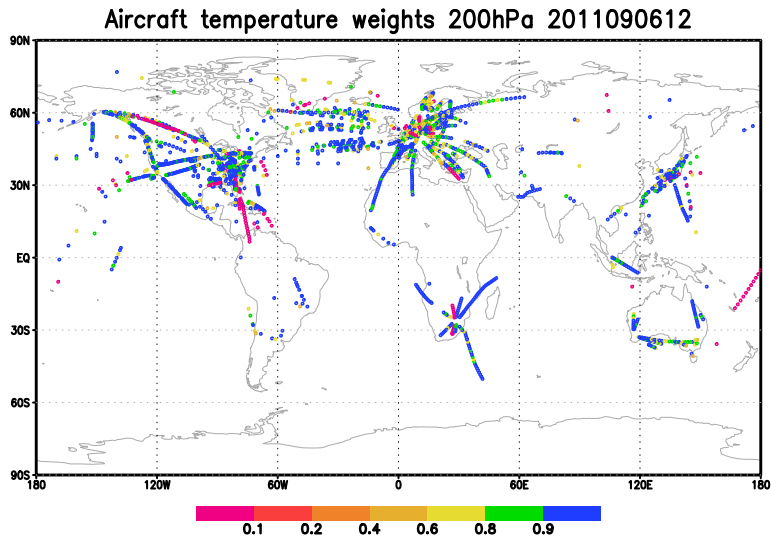 Aircraft temperature weights 200hPa 2011090612
90N
60N
30N
EQ
30S
60S
90S
180 120W 60W 0 60E 120E 180
0.1 0.2 0.4 0.6 0.8 0.9